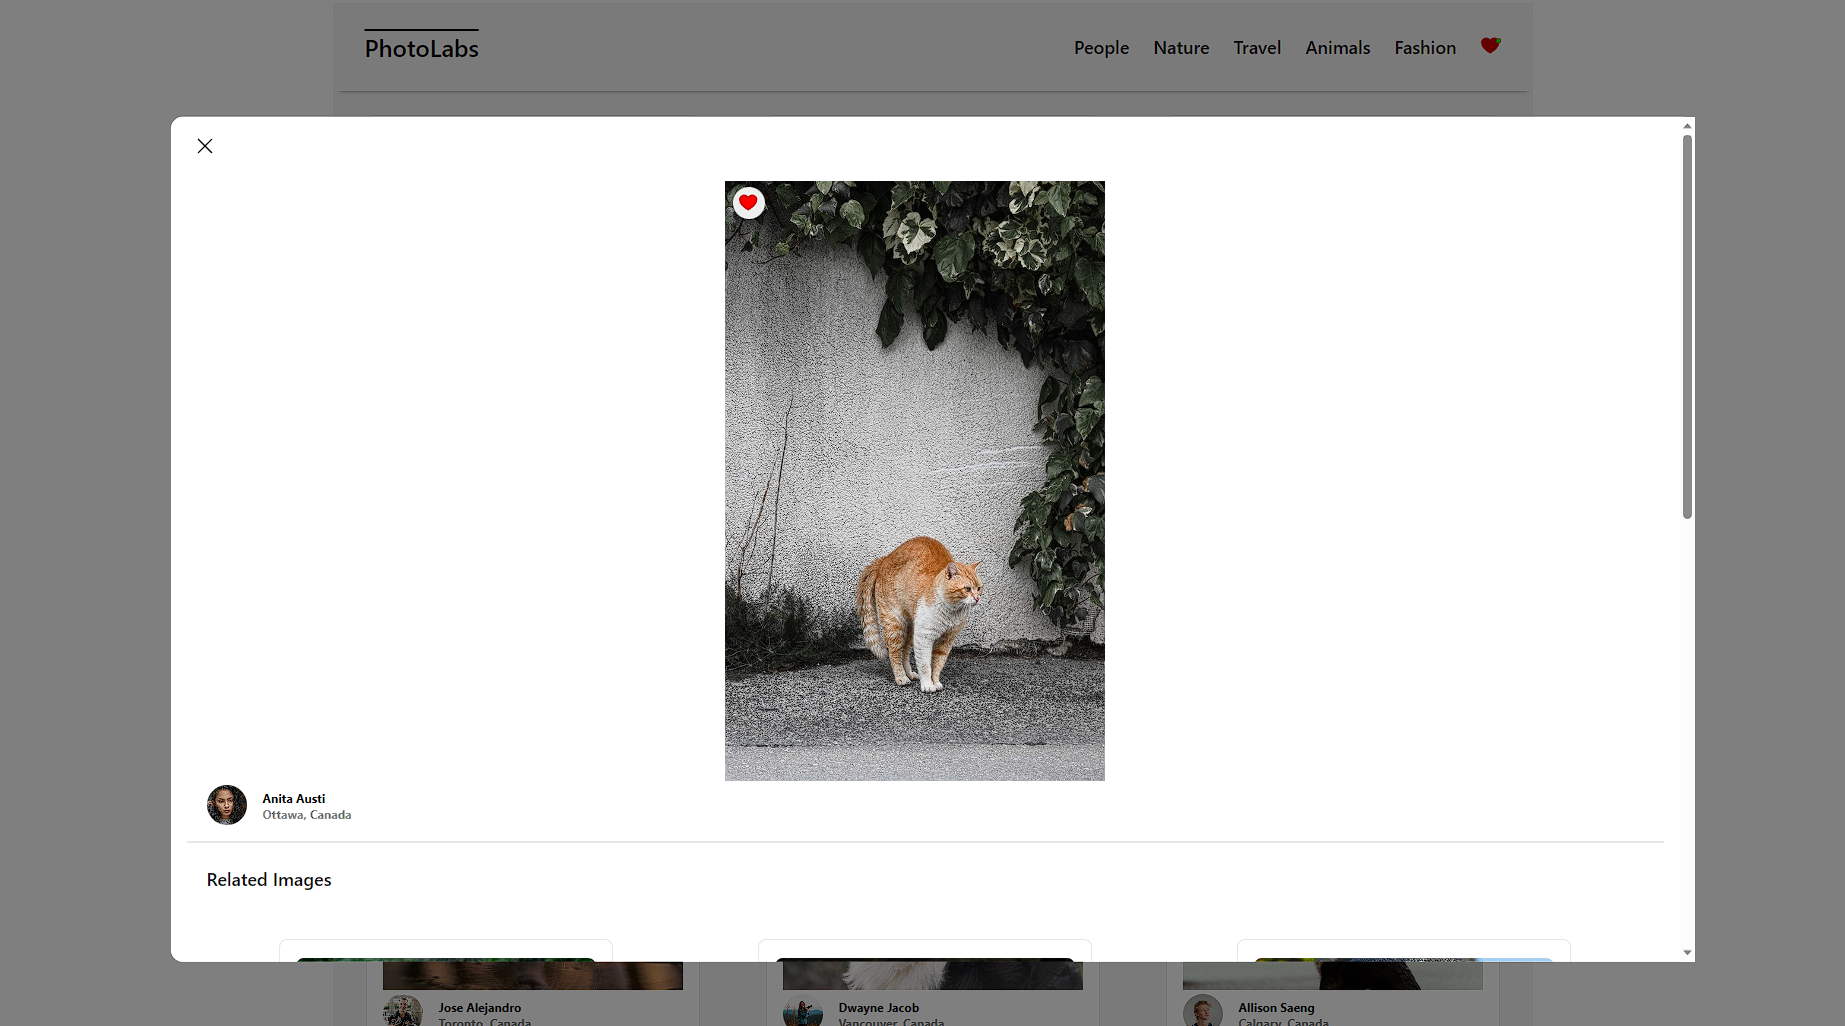 PhotoLabs
People Nature Travel Animals Fashion
Anita Austi
Ottawa, Canada
Related Images
Jose Alejandro
Toronto, Canada
Dwayne Jacob
Vancouver, Canada
Allison Saeng
Calgary, Canada